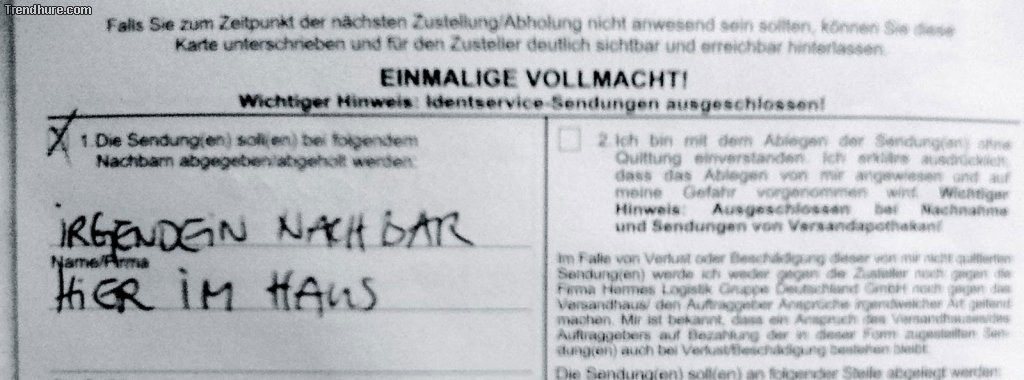 Trendhure.com
Falls Sie zum Zeitpunkt der nächsten Zustellung/Abholung nicht anwesend sein sollten, können Sie diese
Karte unterschrieben und für den Zusteller deutlich sichtbar und erreichbar hinterlassen.
EINMALIGE VOLLMACHT!
Wichtiger Hinweis: Identservice-Sendungen ausgeschlossen!
X 1. Die Sendung(en) soll(en) bei folgendem
Nachbarn abgegeben/abgeholt werden:
IRGENDEIN NACHBAR
Name/Firma
HIER IM HAUS
2. Ich bin mit dem Ablegen der Sendung(en) ohne
Quittung einverstanden. Ich erkläre ausdrücklich,
dass das Ablegen von mir angewiesen und auf
meine Gefahr vorgenommen wird. Wichtiger
Hinweis: Ausgeschlossen bei Nachnahme
und Sendungen von Versandapotheken!
Im Falle von Verlust oder Beschädigung dieser von mir nicht quittierten
Sendung(en) werde ich weder gegen die Zusteller noch gegen die
Firma Hermes Logistik Gruppe Deutschland GmbH noch gegen das
Versandhaus/ den Auftraggeber Ansprüche irgendwelcher Art geltend
machen. Mir ist bekannt, dass ein Anspruch des Versandhauses/des
Auftraggebers auf Bezahlung der in dieser Form zugestellten Sen-
dung(en) auch bei Verlust/Beschädigung bestehen bleibt.
Die Sendung(en) soll(en) an folgender Stelle abgelegt werden: